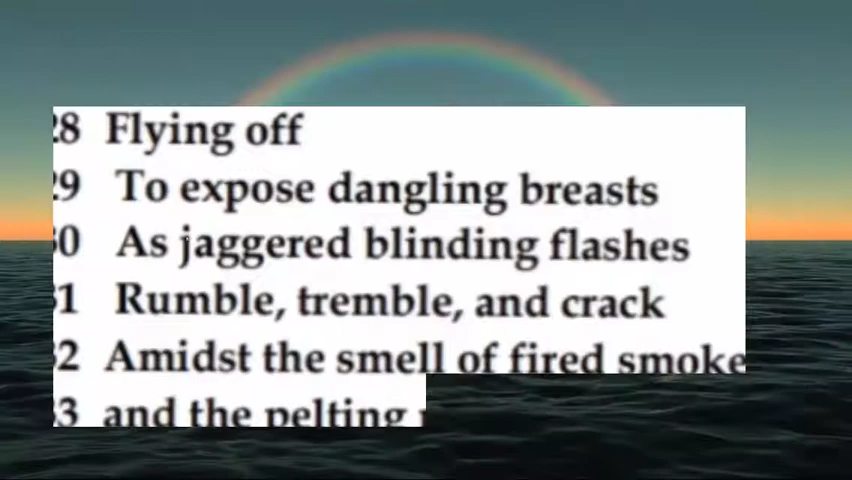 28 Flying off
29 To expose dangling breasts
30 As jaggered blinding flashes
31 Rumble, tremble, and crack
32 Amidst the smell of fired smoke
33 and the pelting